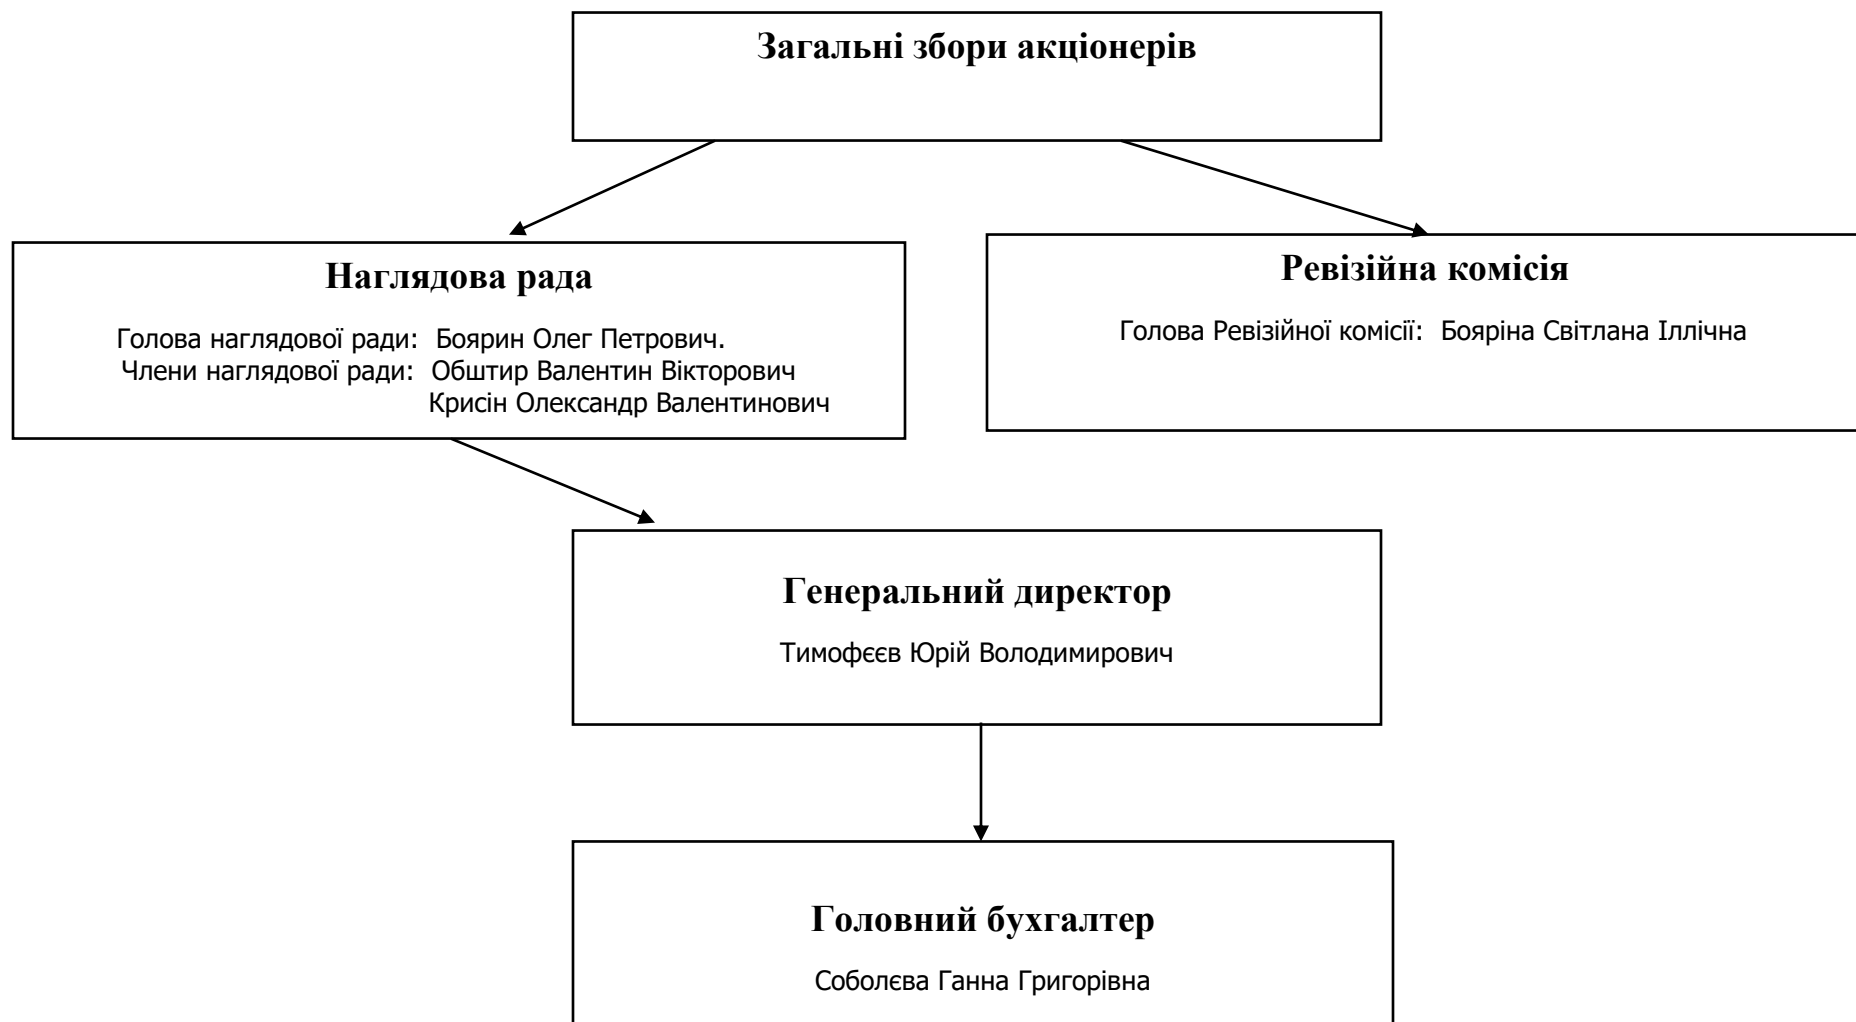 Загальні збори акціонерів
Наглядова рада
Голова наглядової ради: Боярин Олег Петрович.
Члени наглядової ради: Обштир Валентин Вікторович
Крисін Олександр Валентинович
Ревізійна комісія
Голова Ревізійної комісії: Бояріна Світлана Іллічна
Генеральний директор
Тимофєєв Юрій Володимирович
Головний бухгалтер
Соболєва Ганна Григорівна